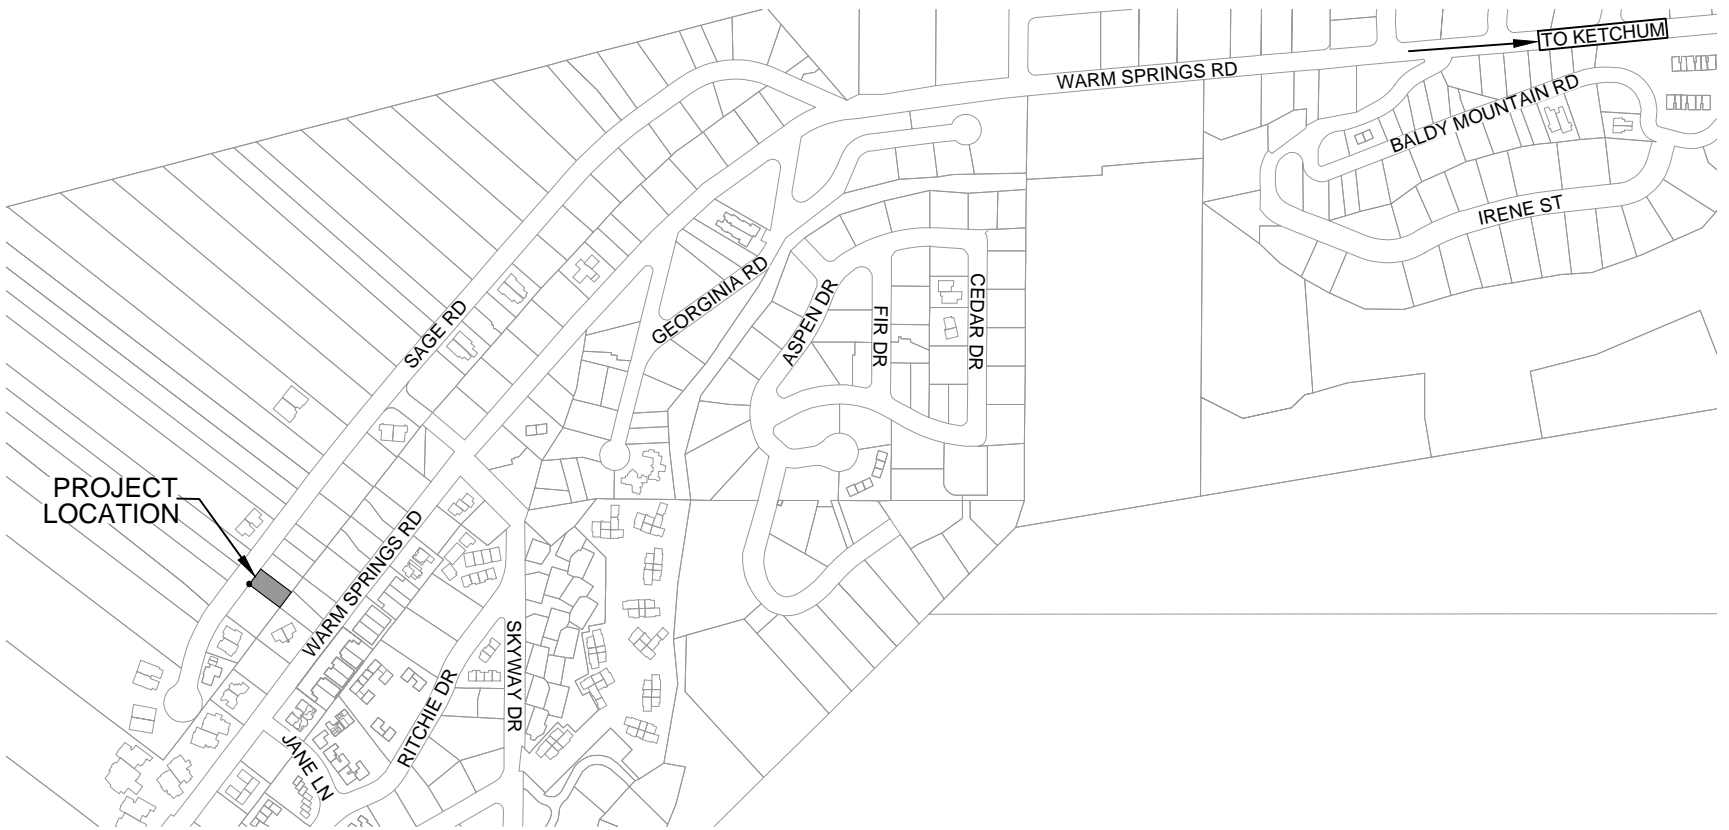 TO KETCHUM
WARM SPRINGS RD
BALDY MOUNTAIN RD
IRENE ST
GEORGINIA RD
ASPEN DR
FIR DR
CEDAR DR
SAGE RD
PROJECT
LOCATION
WARM SPRINGS RD
SKYWAY DR
RITCHIE DR
JANE LN